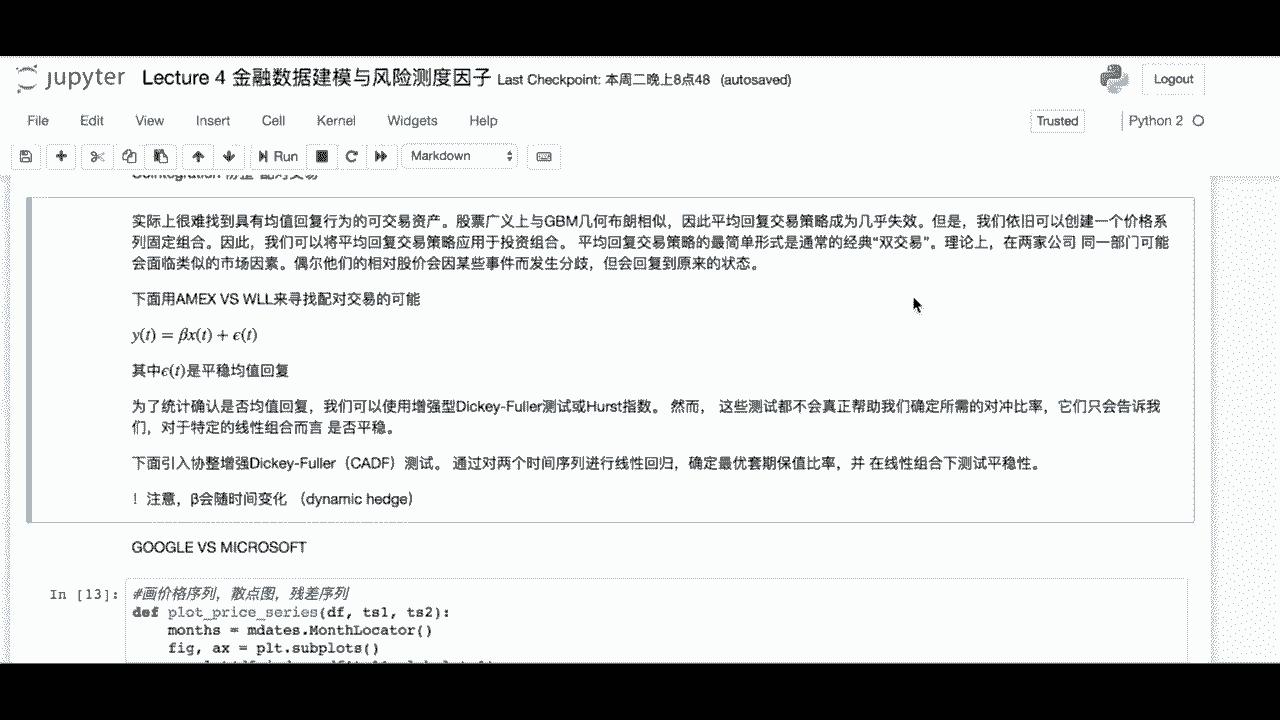 jupyter Lecture 4 金融数据建模与风险测度因子 Last Checkpoint: 本周二晚上8点48 (autosaved)
Logout
File Edit View Insert Cell Kernel Widgets Help
Trusted
Python 2
Run
Markdown
实际上很难找到具有均值回复行为的可交易资产。股票广义上与GBM几何布朗相似，因此平均回复交易策略成为几乎失效。但是，我们依旧可以创建一个价格系
列固定组合。因此，我们可以将平均回复交易策略应用于投资组合。 平均回复交易策略的最简单形式是通常的经典“双交易”。理论上，在两家公司 同一部门可能
会面临类似的市场因素。偶尔他们的相对股价会因某些事件而发生分歧，但会回复到原来的状态。
下面用AMEX VS WLL来寻找配对交易的可能
y(t) = βx(t) + ϵ(t)
其中ϵ(t)是平稳均值回复
为了统计确认是否均值回复，我们可以使用增强型Dickey-Fuller测试或Hurst指数。 然而， 这些测试都不会真正帮助我们确定所需的对冲比率，它们只会告诉我
们，对于特定的线性组合而言 是否平稳。
下面引入协整增强Dickey-Fuller（CADF）测试。 通过对两个时间序列进行线性回归，确定最优套期保值比率，并 在线性组合下测试平稳性。
！ 注意，β会随时间变化 （dynamic hedge）
GOOGLE VS MICROSOFT
In [13]:
#画价格序列，散点图，残差序列
def plot_price_series(df, ts1, ts2):
months = mdates.MonthLocator()
fig, ax = plt.subplots()